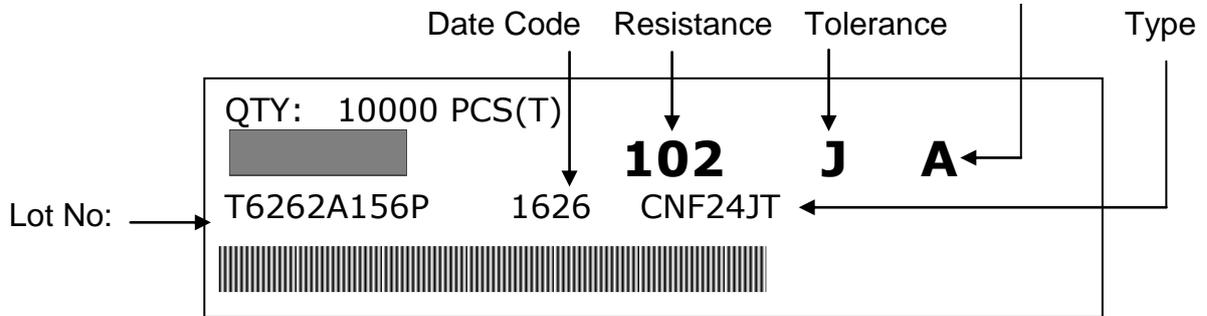 Date Code Resistance Tolerance Type
QTY: 10000 PCS(T)
102 J A
Lot No: T6262A156P 1626 CNF24JT